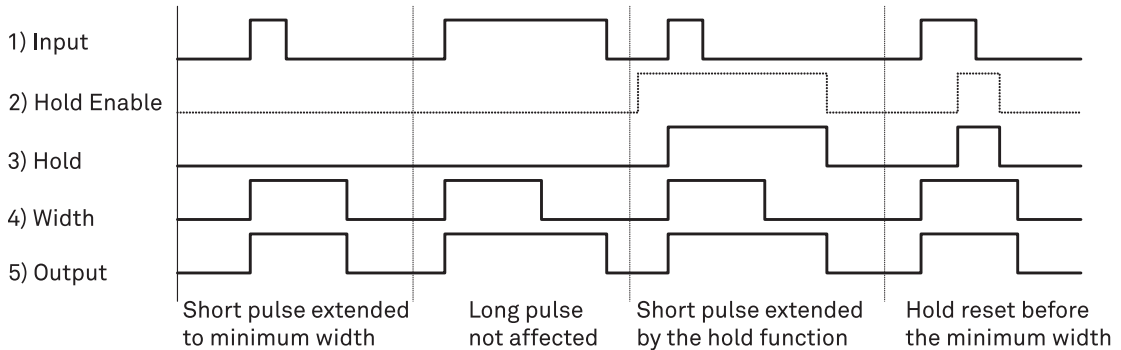 1) Input
2) Hold Enable
3) Hold
4) Width
5) Output
Short pulse extended
to minimum width
Long pulse
not affected
Short pulse extended
by the hold function
Hold reset before
the minimum width